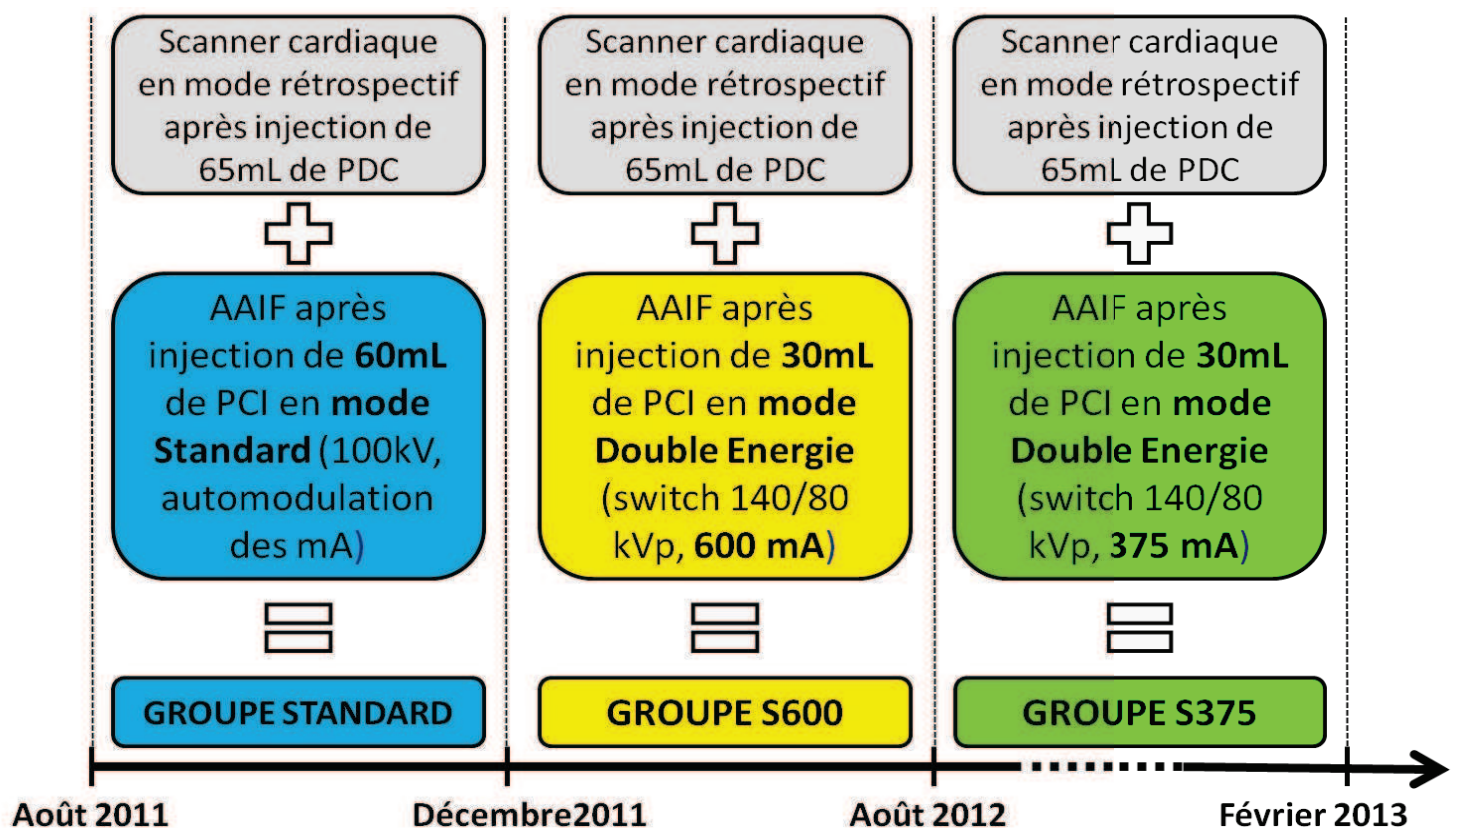 Scanner cardiaque
en mode rétrospectif
après injection de
65mL de PDC
AAIF après
injection de 60mL
de PCI en mode
Standard (100kV,
automodulation
des mA)
GROUPE STANDARD
Scanner cardiaque
en mode rétrospectif
après injection de
65mL de PDC
AAIF après
injection de 30mL
de PCI en mode
Double Energie
(switch 140/80
kVp, 600 mA)
GROUPE S600
Scanner cardiaque
en mode rétrospectif
après injection de
65mL de PDC
AAIF après
injection de 30mL
de PCI en mode
Double Energie
(switch 140/80
kVp, 375 mA)
GROUPE S375
Août 2011
Décembre2011
Août 2012
Février 2013